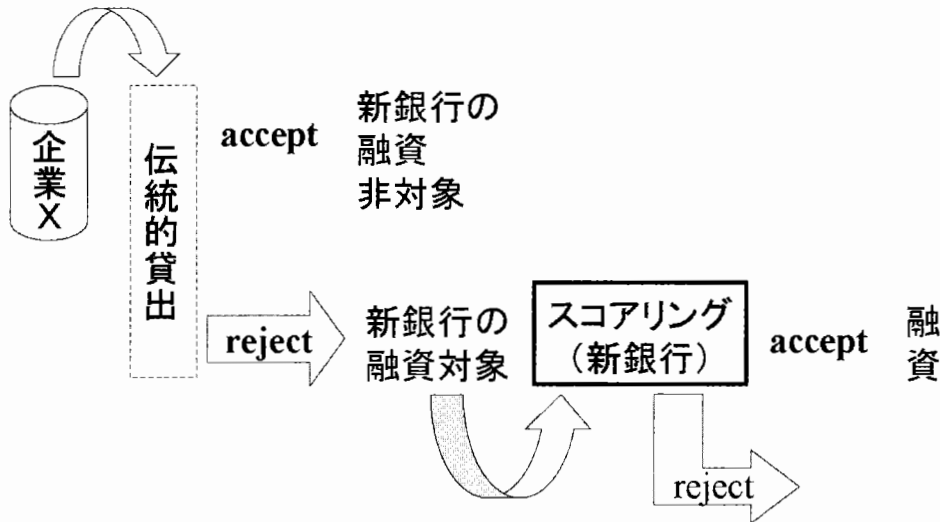 企業X
伝統的貸出
accept
新銀行の
融資
非対象
reject
新銀行の
融資対象
スコアリング
(新銀行)
accept
融
資
reject